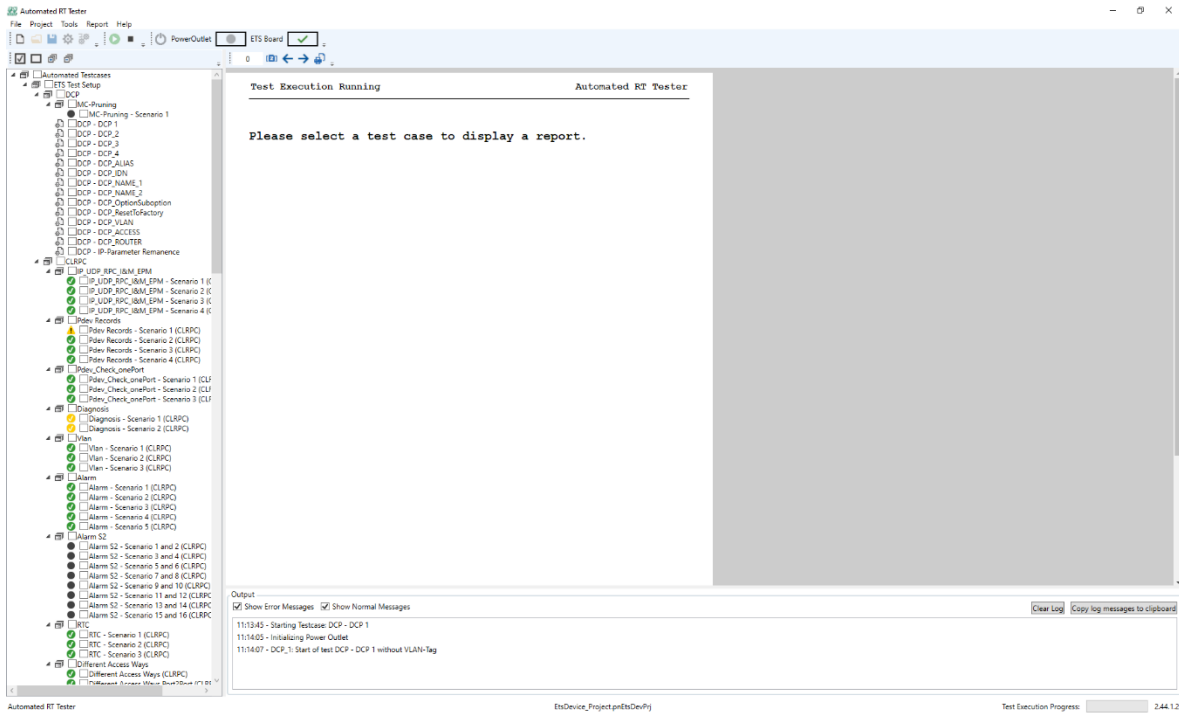 Automated RT Tester
File Project Tools Report Help
PowerOutlet ETS Board
0
Automated Testcases
ETS Test Setup
DCP
MC-Pruning
MC-Pruning - Scenario 1
DCP - DCP 1
DCP - DCP_2
DCP - DCP_3
DCP - DCP_4
DCP - DCP_ALIAS
DCP - DCP_IDN
DCP - DCP_NAME_1
DCP - DCP_NAME_2
DCP - DCP_OptionSuboption
DCP - DCP_ResetToFactory
DCP - DCP_VLAN
DCP - DCP_ACCESS
DCP - DCP_ROUTER
DCP - IP-Parameter Remanence
CLRPC
IP_UDP_RPC_I&M_EPM
IP_UDP_RPC_I&M_EPM - Scenario 1 (C
IP_UDP_RPC_I&M_EPM - Scenario 2 (C
IP_UDP_RPC_I&M_EPM - Scenario 3 (C
IP_UDP_RPC_I&M_EPM - Scenario 4 (C
Pdev Records
Pdev Records - Scenario 1 (CLRPC)
Pdev Records - Scenario 2 (CLRPC)
Pdev Records - Scenario 3 (CLRPC)
Pdev Records - Scenario 4 (CLRPC)
Pdev_Check_onePort
Pdev_Check_onePort - Scenario 1 (CLF
Pdev_Check_onePort - Scenario 2 (CLF
Pdev_Check_onePort - Scenario 3 (CLF
Diagnosis
Diagnosis - Scenario 1 (CLRPC)
Diagnosis - Scenario 2 (CLRPC)
Vlan
Vlan - Scenario 1 (CLRPC)
Vlan - Scenario 2 (CLRPC)
Vlan - Scenario 3 (CLRPC)
Alarm
Alarm - Scenario 1 (CLRPC)
Alarm - Scenario 2 (CLRPC)
Alarm - Scenario 3 (CLRPC)
Alarm - Scenario 4 (CLRPC)
Alarm - Scenario 5 (CLRPC)
Alarm S2
Alarm S2 - Scenario 1 and 2 (CLRPC)
Alarm S2 - Scenario 3 and 4 (CLRPC)
Alarm S2 - Scenario 5 and 6 (CLRPC)
Alarm S2 - Scenario 7 and 8 (CLRPC)
Alarm S2 - Scenario 9 and 10 (CLRPC)
Alarm S2 - Scenario 11 and 12 (CLRPC
Alarm S2 - Scenario 13 and 14 (CLRPC
Alarm S2 - Scenario 15 and 16 (CLRPC
RTC
RTC - Scenario 1 (CLRPC)
RTC - Scenario 2 (CLRPC)
RTC - Scenario 3 (CLRPC)
Different Access Ways
Different Access Ways (CLRPC)
Different Access Ways Port2Port (CLRI
Test Execution Running Automated RT Tester
Please select a test case to display a report.
Output
Show Error Messages Show Normal Messages Clear Log Copy log messages to clipboard
11:13:45 - Starting Testcase: DCP - DCP 1
11:14:05 - Initializing Power Outlet
11:14:07 - DCP_1: Start of test DCP - DCP 1 without VLAN-Tag
Automated RT Tester EtsDevice_Project.pnEtsDevPrj Test Execution Progress: 2.44.1.2